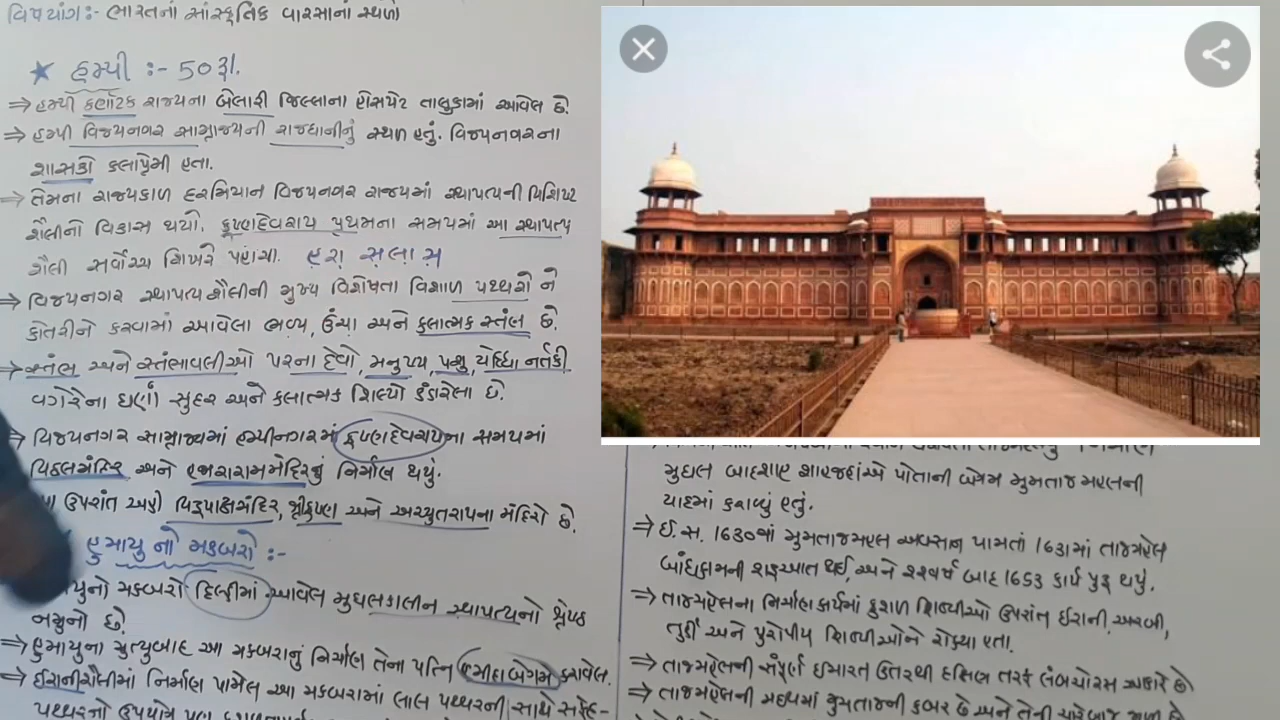 વિષયાંગ:- ભારતનાં સાંસ્કૃતિક વારસાનાં સ્થળો
★ હમ્પી :- 50રૂ.
⇒ હમ્પી કર્ણાટક રાજ્યના બેલારી જિલ્લાના હોસપેટ તાલુકામાં આવેલ છે.
⇒ હમ્પી વિજયનગર સામ્રાજ્યની રાજધાનીનું સ્થળ હતું. વિજયનગરના
શાસકો કલાપ્રેમી હતા.
⇒ તેમના રાજ્યકાળ દરમિયાન વિજયનગર રાજ્યમાં સ્થાપત્યની વિશિષ્ટ
શૈલીનો વિકાસ થયો. કૃષ્ણદેવરાય પ્રથમના સમયમાં આ સ્થાપત્ય
શૈલી સર્વોચ્ચ શિખરે પહોંચી.
⇒ વિજયનગર સ્થાપત્ય શૈલીની મુખ્ય વિશેષતા વિશાળ પથ્થરો ને
કોતરીને કરવામાં આવેલા ભવ્ય, ઉંચા અને કલાત્મક સ્તંભ છે.
⇒ સ્તંભ અને સ્તંભાવલીઓ પરના દેવો, મનુષ્ય, પશુ, યોદ્ધા નર્તકી
વગેરેના ઘણાં સુંદર અને કલાત્મક શિલ્પો કંડારેલા છે.
⇒ વિજયનગર સામ્રાજ્યમાં હમ્પીનગરમાં કૃષ્ણદેવરાયના સમયમાં
વિઠ્ઠલમંદિર અને હજારારામમંદિરનું નિર્માણ થયું.
ઉપરાંત અહીં વિરૂપાક્ષમંદિર, શ્રીકૃષ્ણ અને અચ્યુતરાયના મંદિરો છે.
હુમાયુ નો મકબરો :-
મકબરો દિલ્હીમાં આવેલ મુઘલકાલીન સ્થાપત્યનો શ્રેષ્ઠ
નમુનો છે.
⇒ હુમાયુના મૃત્યુબાદ આ મકબરાનું નિર્માણ તેના પત્નિ હમીદાબેગમે કરાવેલ.
⇒ ઈરાનીશૈલીમાં નિર્માણ પામેલ આ મકબરામાં લાલ પથ્થરની સાથે સફેદ-
પથ્થરનો ઉપયોગ પણ
મુઘલ બાદશાહ શાહજહાંએ પોતાની બેગમ મુમતાજ મહલની
યાદમાં કરાવ્યું હતું.
⇒ ઈ.સ. 1630માં મુમતાજમહલ અવસાન પામતાં 1631માં તાજમહેલ
બાંધકામની શરૂઆત થઈ, અને ૨૨વર્ષ બાદ 1653 કાર્ય પુરૂ થયું.
⇒ તાજમહેલના નિર્માણ કાર્યમાં કુશળ શિલ્પીઓ ઉપરાંત ઈરાની, અરબી,
તુર્કી અને યુરોપીય શિલ્પીઓને રોક્યા હતા.
⇒ તાજમહેલની સંપૂર્ણ ઈમારત ઉત્તરથી દક્ષિણ તરફ લંબચોરસ આકારે છે
⇒ તાજમહેલની મધ્યમાં મુમતાજની કબર છે અને તેની ચારેબાજુ